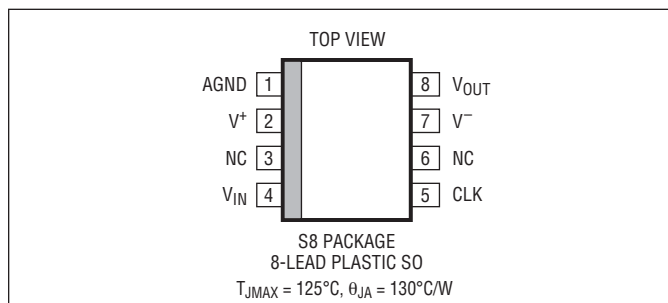 TOP VIEW
AGND 1 8 VOUT
V+ 2 7 V−
NC 3 6 NC
VIN 4 5 CLK
S8 PACKAGE
8-LEAD PLASTIC SO
TJMAX = 125°C, θJA = 130°C/W